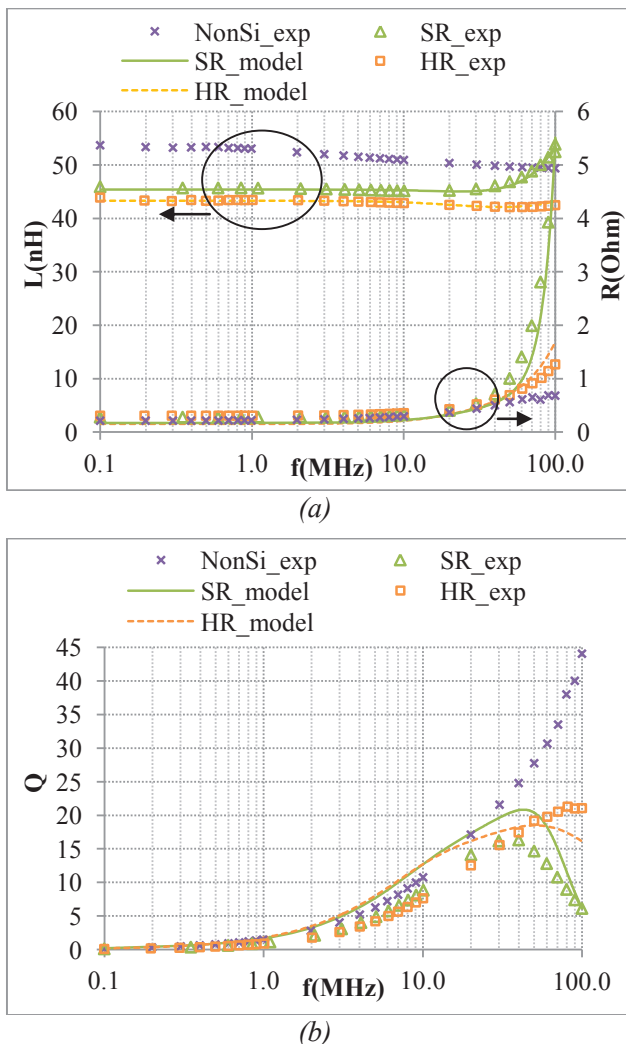 NonSi_exp SR_exp
SR_model HR_exp
HR_model
60 6
50 5
40 4
30 3
20 2
10 1
0 0
L(nH)
R(Ohm)
0.1 1.0 10.0 100.0
f(MHz)
(a)
NonSi_exp SR_exp
SR_model HR_exp
HR_model
45
40
35
30
25
20
15
10
5
0
Q
0.1 1.0 10.0 100.0
f(MHz)
(b)